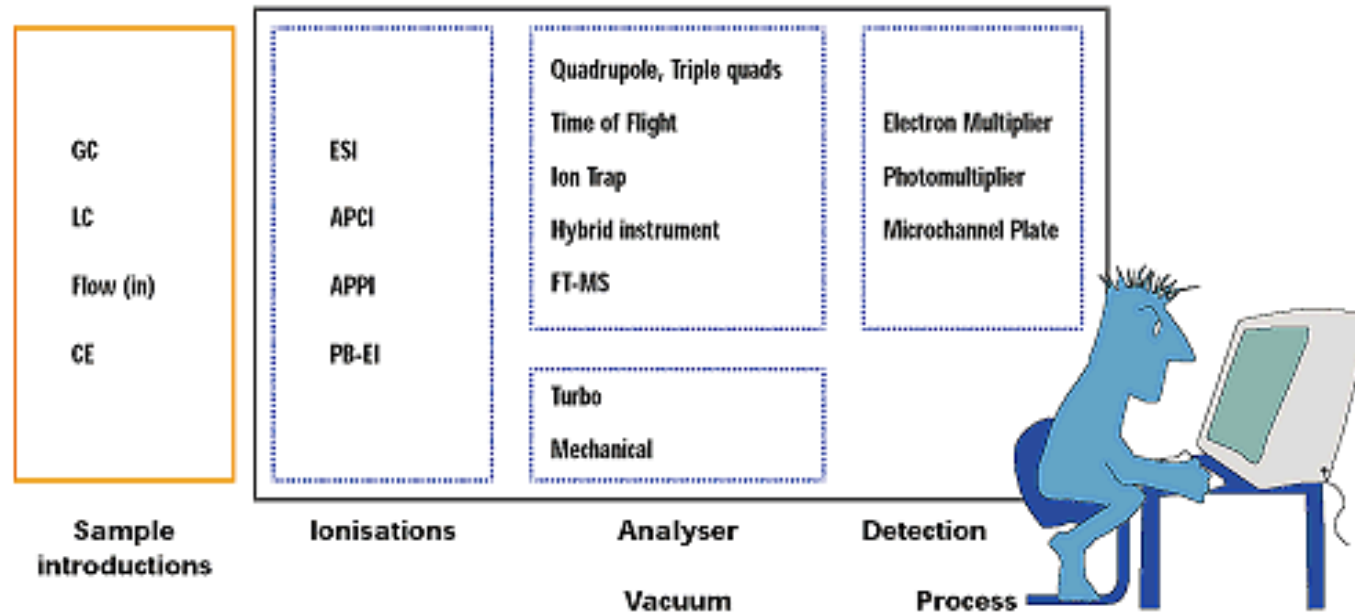 GC
LC
Flow (in)
CE
ESI
APCI
APPI
PB-EI
Quadrupole, Triple quads
Time of Flight
Ion Trap
Hybrid instrument
FT-MS
Turbo
Mechanical
Electron Multiplier
Photomultiplier
Microchannel Plate
Sample
introductions
Ionisations
Analyser
Detection
Vacuum
Process